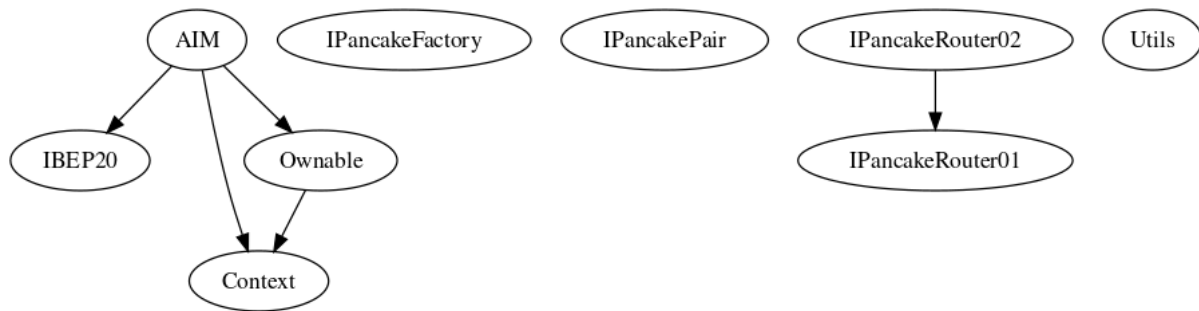 AIM
IPancakeFactory
IPancakePair
IPancakeRouter02
Utils
IBEP20
Ownable
IPancakeRouter01
Context